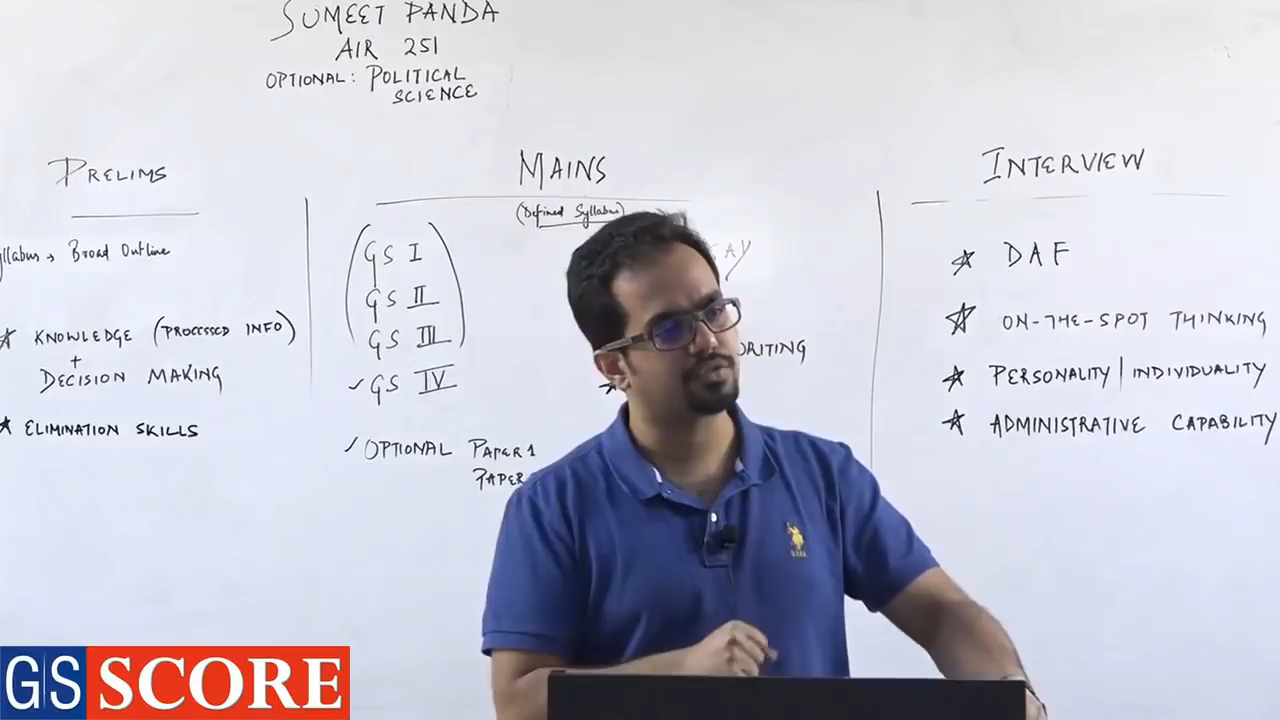 SUMEET PANDA
AIR 251
OPTIONAL: POLITICAL
SCIENCE
PRELIMS
Broad Outline
KNOWLEDGE (PROCESSED INFO)
+
DECISION MAKING
ELIMINATION SKILLS
MAINS
(Defined Syllabus)
GS I
GS II
GS III
✓ GS IV
✓ OPTIONAL PAPER 1
PAPER
INTERVIEW
DAF
ON-THE-SPOT THINKING
PERSONALITY/INDIVIDUALITY
ADMINISTRATIVE CAPABILITY
GS SCORE